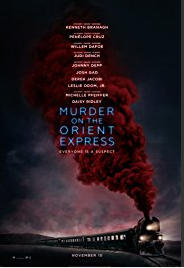 KENNETH BRANAGH
PENÉLOPE CRUZ
WILLEM DAFOE
JUDI DENCH
JOHNNY DEPP
JOSH GAD
DEREK JACOBI
LESLIE ODOM, JR.
MICHELLE PFEIFFER
DAISY RIDLEY
MURDER
ON THE
ORIENT
EXPRESS
EVERYONE IS A SUSPECT
NOVEMBER 10